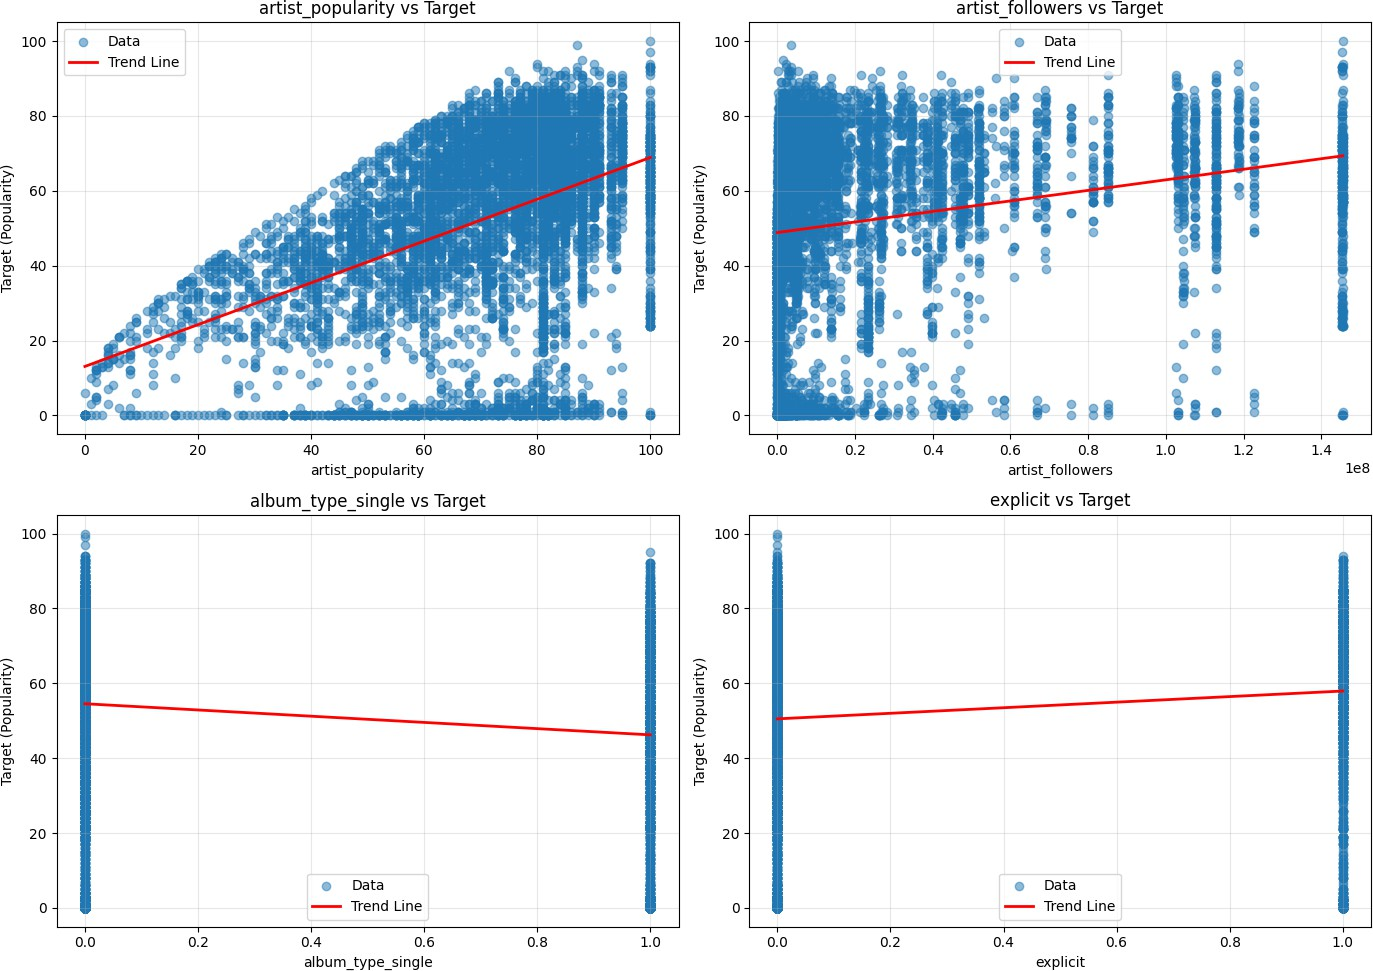 artist_popularity vs Target
Data
Trend Line
100
80
60
40
20
0
Target (Popularity)
0
20
40
60
80
100
artist_popularity
artist_followers vs Target
Data
Trend Line
100
80
60
40
20
0
Target (Popularity)
0.0
0.2
0.4
0.6
0.8
1.0
1.2
1.4
1e8
artist_followers
album_type_single vs Target
100
80
60
40
20
0
Target (Popularity)
Data
Trend Line
0.0
0.2
0.4
0.6
0.8
1.0
album_type_single
explicit vs Target
100
80
60
40
20
0
Target (Popularity)
Data
Trend Line
0.0
0.2
0.4
0.6
0.8
1.0
explicit